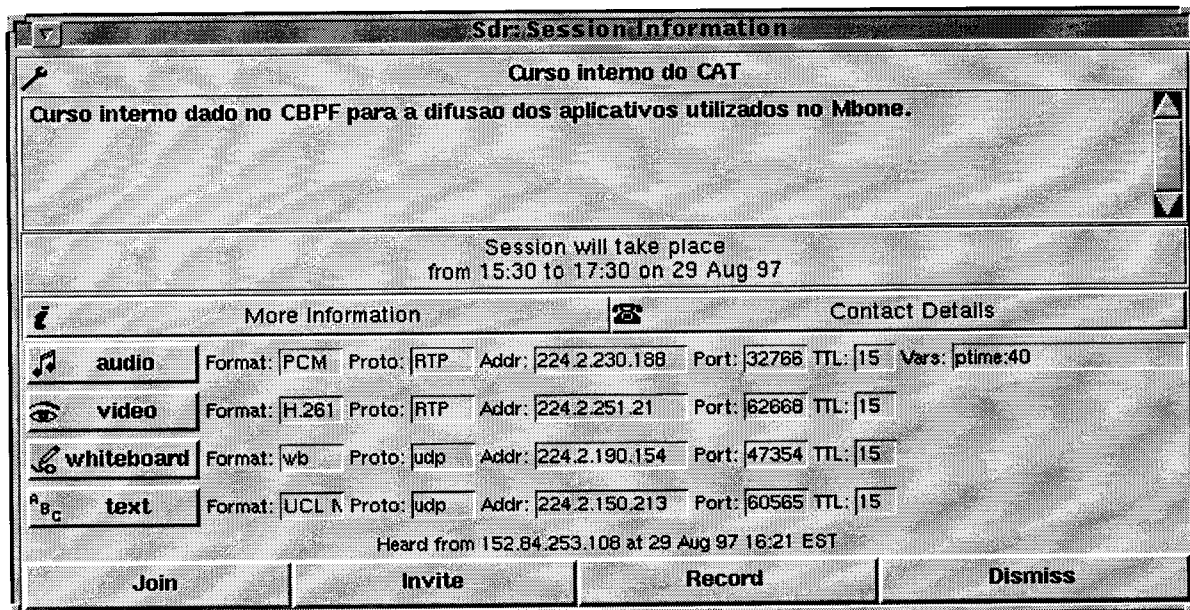 Sdr: Session Information
Curso interno do CAT
Curso interno dado no CBPF para a difusao dos aplicativos utilizados no Mbone.
Session will take place
from 15:30 to 17:30 on 29 Aug 97
i More Information Contact Details
audio Format: PCM Proto: RTP Addr: 224.2.230.188 Port: 32766 TTL: 15 Vars: ptime:40
video Format: H.261 Proto: RTP Addr: 224.2.251.21 Port: 62668 TTL: 15
whiteboard Format: wb Proto: udp Addr: 224.2.190.154 Port: 47354 TTL: 15
ABC text Format: UCL N Proto: udp Addr: 224.2.150.213 Port: 60565 TTL: 15
Heard from 152.84.253.108 at 29 Aug 97 16:21 EST
Join Invite Record Dismiss